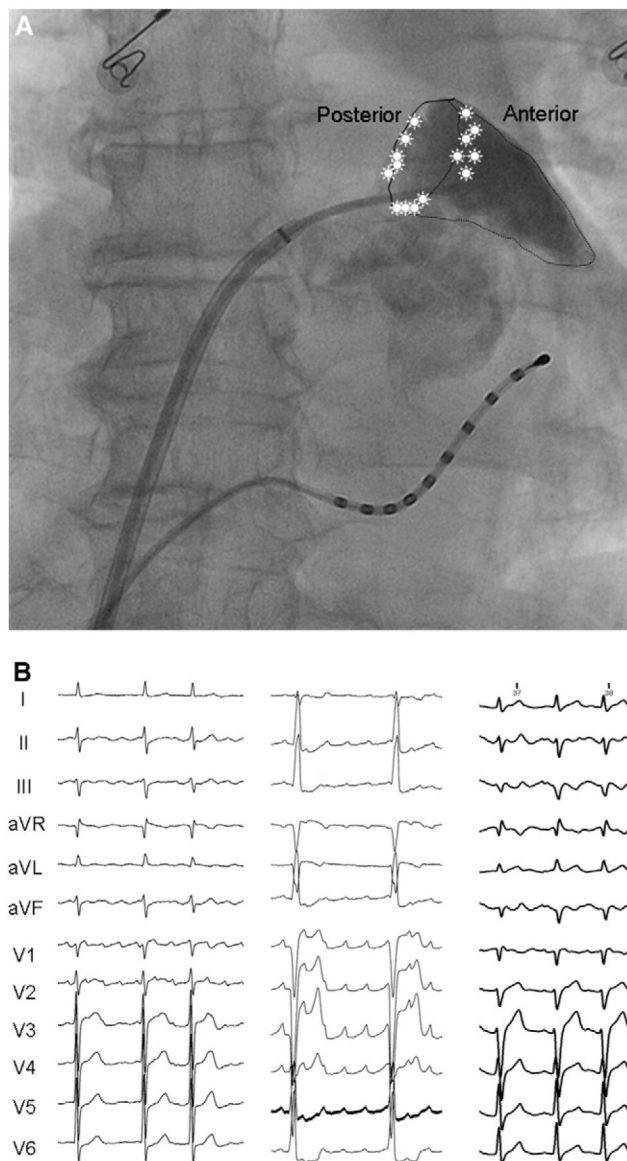 A
Posterior Anterior
B
I
37 38
II
III
aVR
aVL
aVF
V1
V2
V3
V4
V5
V6